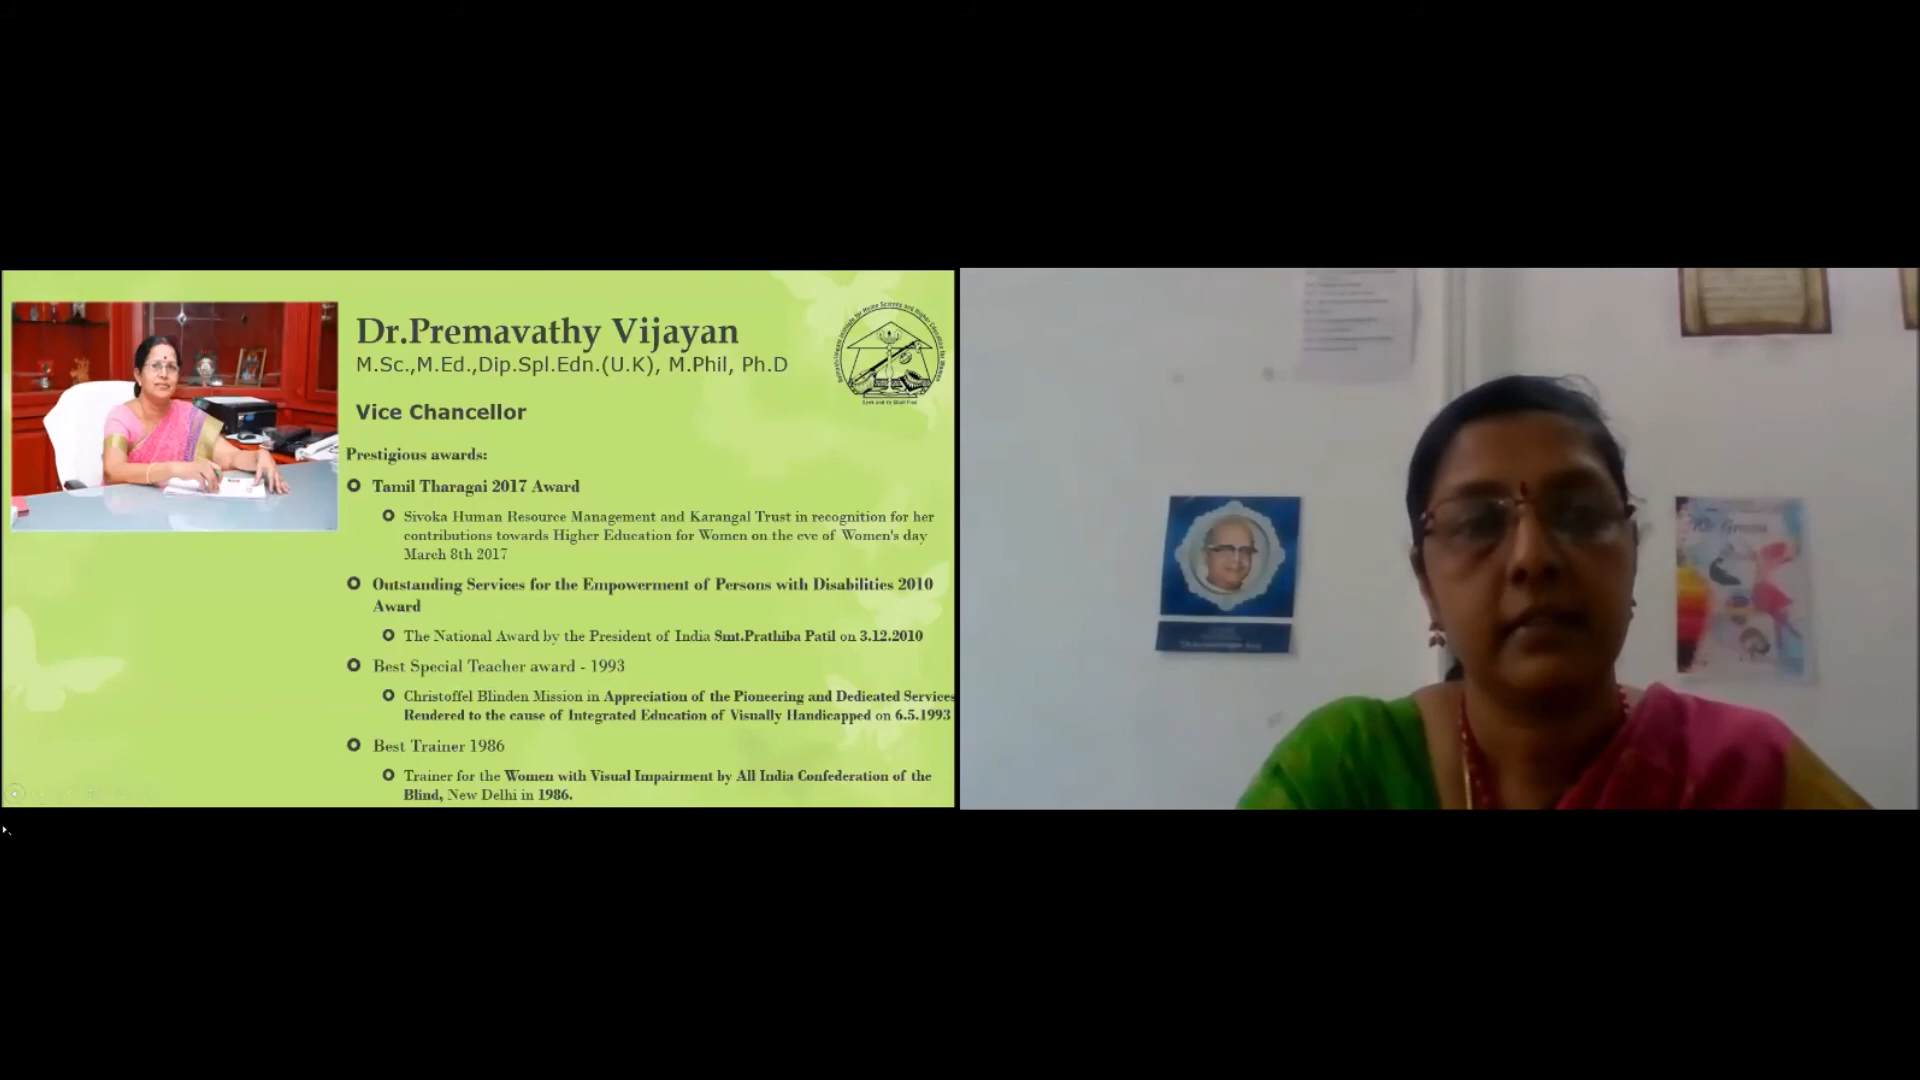 Dr.Premavathy Vijayan
M.Sc.,M.Ed.,Dip.Spl.Edn.(U.K), M.Phil, Ph.D
Vice Chancellor
Prestigious awards:
Tamil Tharagai 2017 Award
Sivoka Human Resource Management and Karangal Trust in recognition for her
contributions towards Higher Education for Women on the eve of Women's day
March 8th 2017
Outstanding Services for the Empowerment of Persons with Disabilities 2010
Award
The National Award by the President of India Smt.Prathiba Patil on 3.12.2010
Best Special Teacher award - 1993
Christoffel Blinden Mission in Appreciation of the Pioneering and Dedicated Services
Rendered to the cause of Integrated Education of Visually Handicapped on 6.5.1993
Best Trainer 1986
Trainer for the Women with Visual Impairment by All India Confederation of the
Blind, New Delhi in 1986.